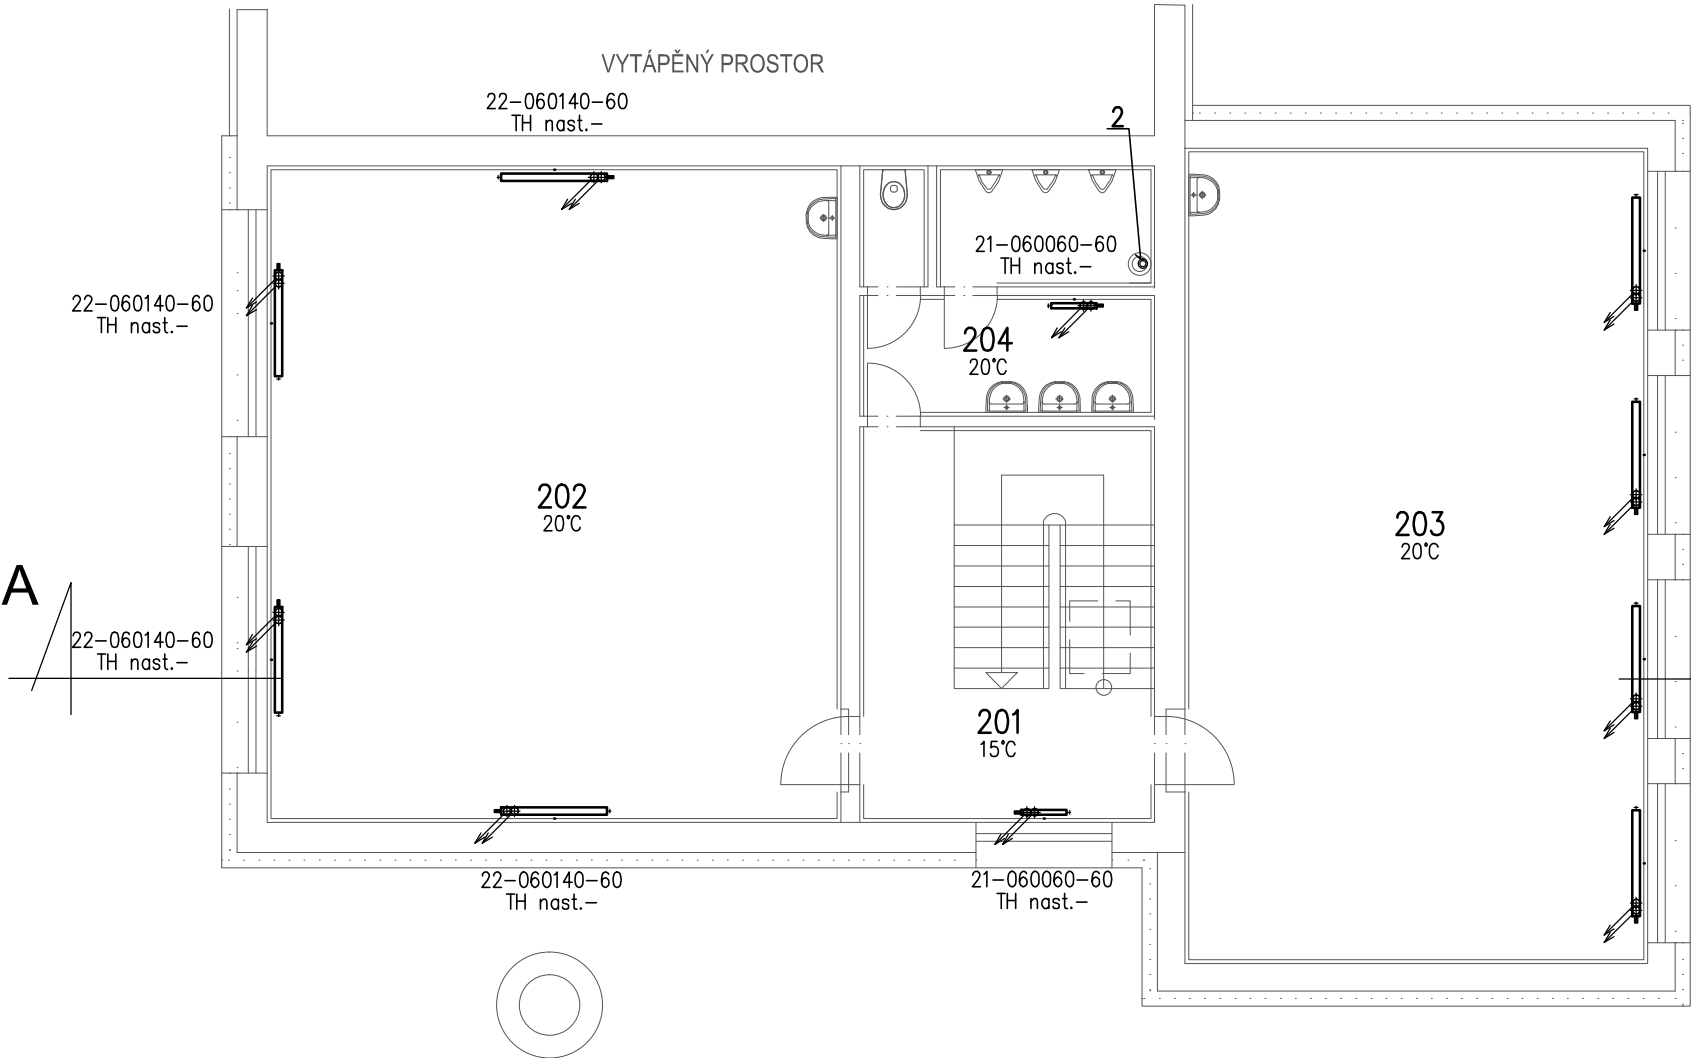 VYTÁPĚNÝ PROSTOR
22-060140-60
TH nast.-
2
21-060060-60
TH nast.-
22-060140-60
TH nast.-
204
20°C
202
20°C
203
20°C
A
22-060140-60
TH nast.-
201
15°C
22-060140-60
TH nast.-
21-060060-60
TH nast.-